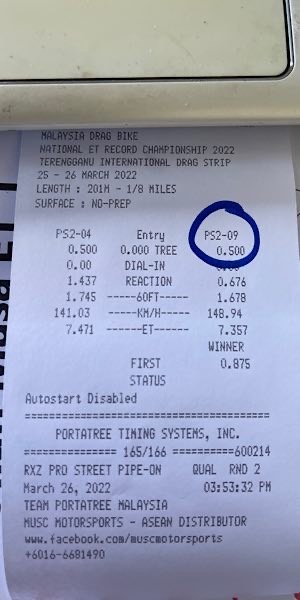 MALAYSIA DRAG BIKE
NATIONAL ET RECORD CHAMPIONSHIP 2022
TERENGGANU INTERNATIONAL DRAG STRIP
25 - 26 MARCH 2022
LENGTH : 201M - 1/8 MILES
SURFACE : NO-PREP
PS2-04 Entry PS2-09
0.500 0.000 TREE 0.500
0.00 DIAL-IN
1.437 REACTION 0.676
1.745 -----60FT----- 1.678
141.03 -----KM/H----- 148.94
7.471 ------ET------ 7.357
WINNER
FIRST 0.875
STATUS
Autostart Disabled
========================================
PORTATREE TIMING SYSTEMS, INC.
================ 165/166 ==========600214
RXZ PRO STREET PIPE-ON QUAL RND 2
March 26, 2022 03:53:32 PM
TEAM PORTATREE MALAYSIA
MUSC MOTORSPORTS - ASEAN DISTRIBUTOR
www.facebook.com/muscmotorsports
+6016-6681490